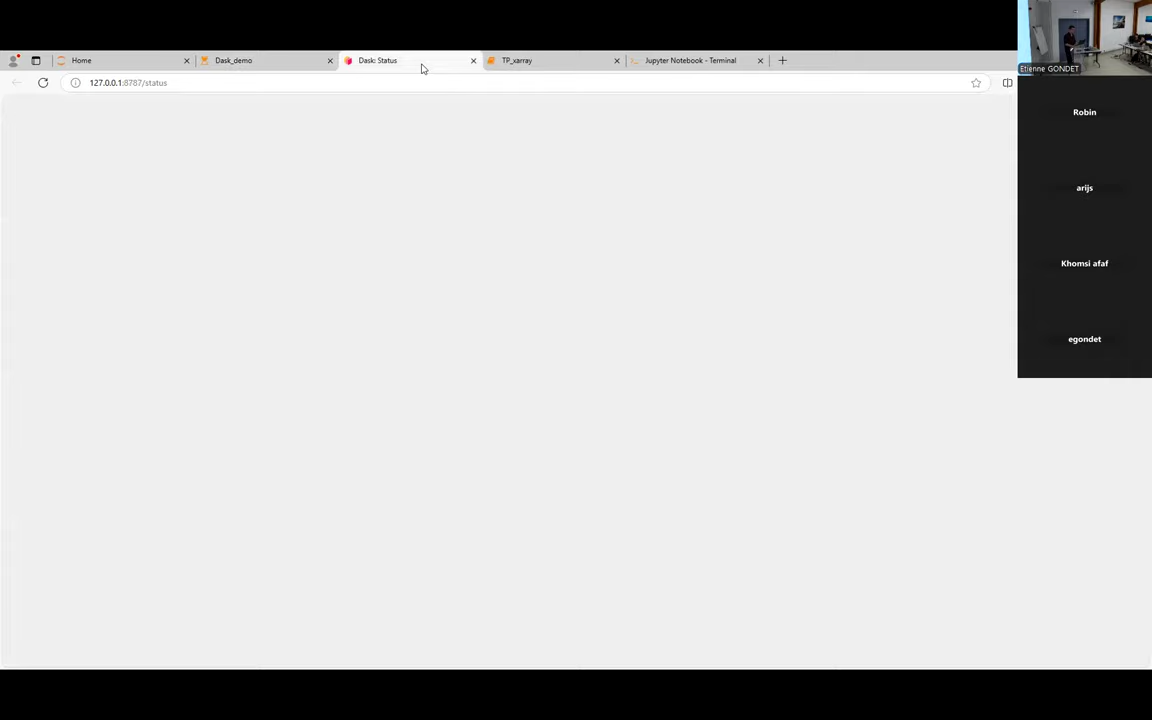 Home
Dask_demo
Dask: Status
TP_xarray
Jupyter Notebook - Terminal
127.0.0.1:8787/status
Etienne GONDET
Robin
arijs
Khomsi afaf
egondet